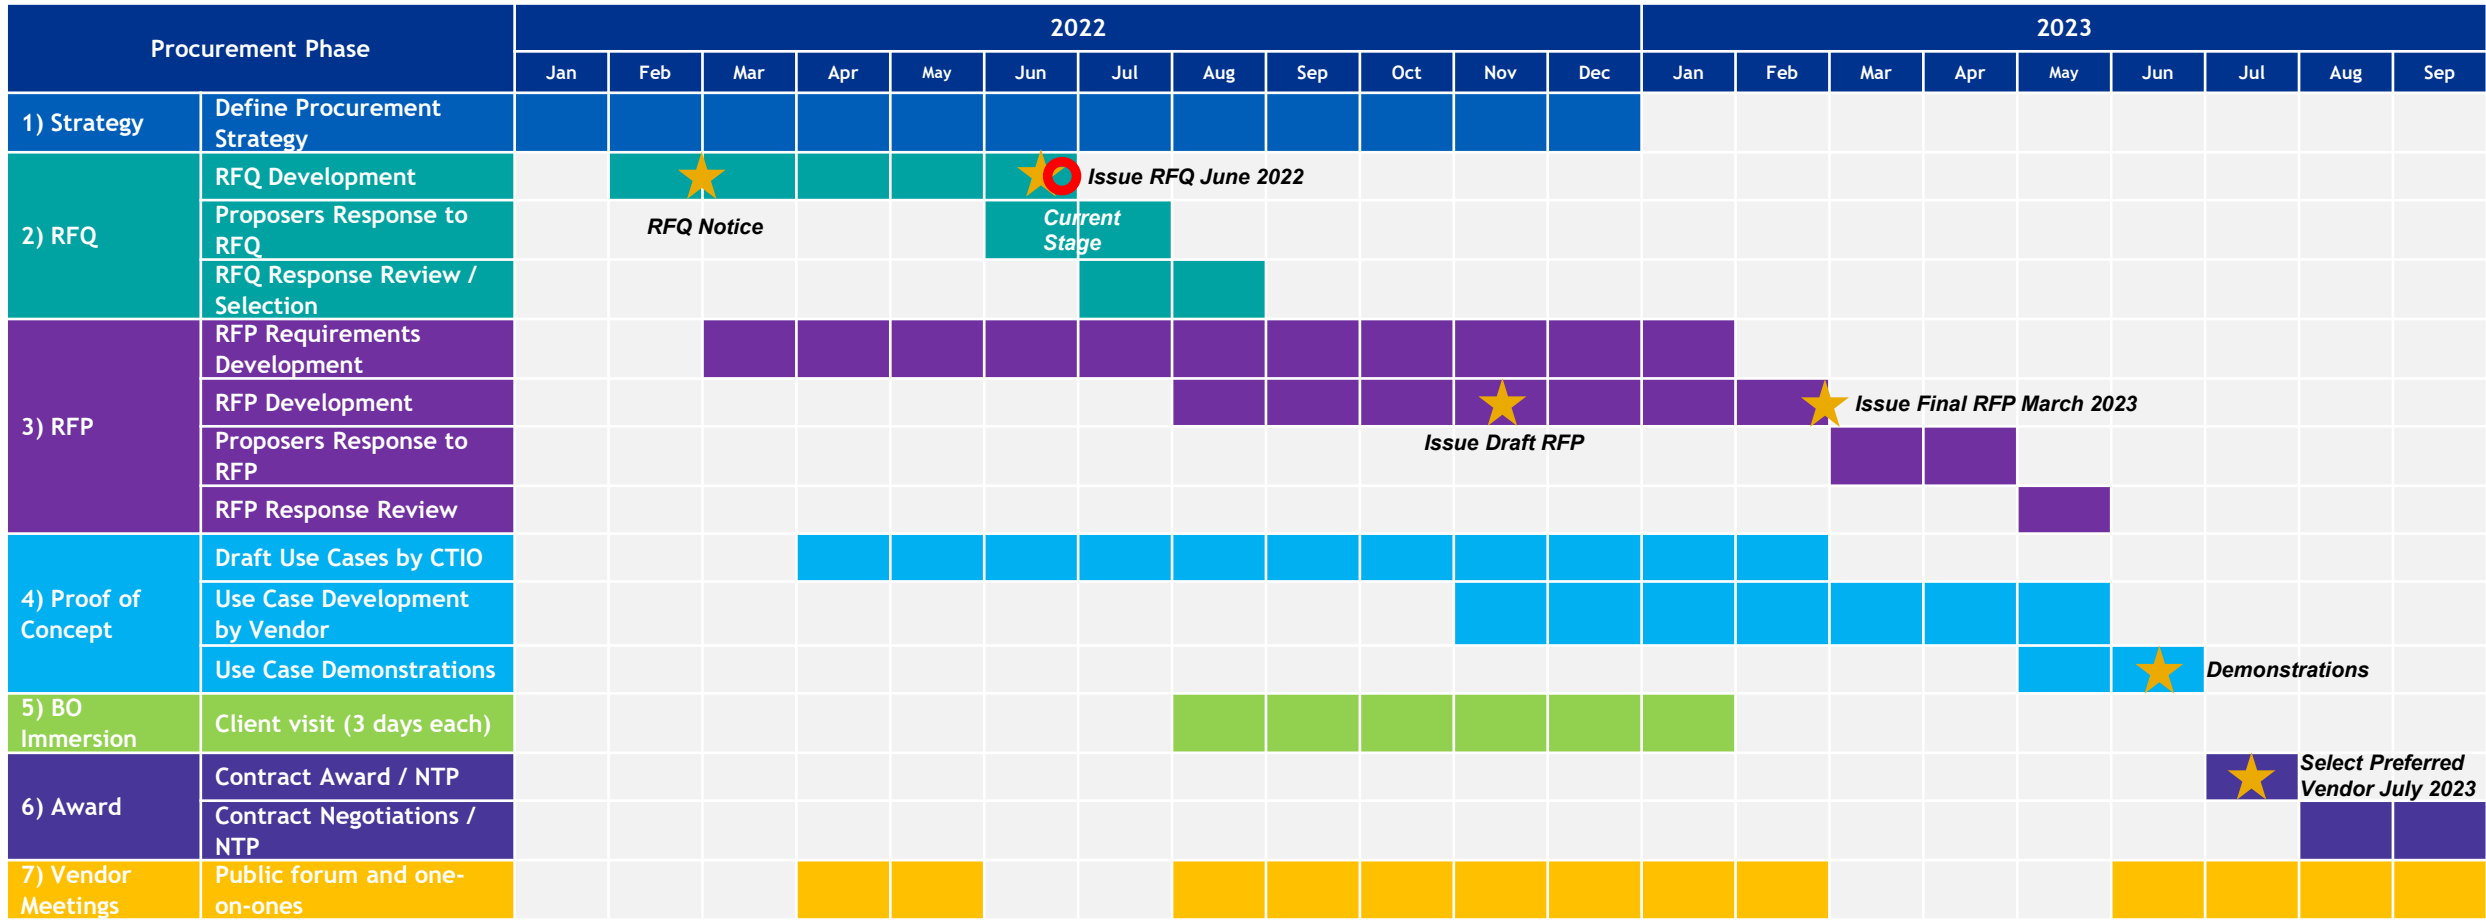 Procurement Phase
2022
2023
Jan Feb Mar Apr May Jun Jul Aug Sep Oct Nov Dec Jan Feb Mar Apr May Jun Jul Aug Sep
1) Strategy
Define Procurement
Strategy
2) RFQ
RFQ Development
Issue RFQ June 2022
Proposers Response to
RFQ
RFQ Notice
Current
Stage
RFQ Response Review /
Selection
3) RFP
RFP Requirements
Development
RFP Development
Issue Final RFP March 2023
Proposers Response to
RFP
Issue Draft RFP
RFP Response Review
4) Proof of
Concept
Draft Use Cases by CTIO
Use Case Development
by Vendor
Use Case Demonstrations
Demonstrations
5) BO
Immersion
Client visit (3 days each)
6) Award
Contract Award / NTP
Select Preferred
Vendor July 2023
Contract Negotiations /
NTP
7) Vendor
Meetings
Public forum and one-
on-ones